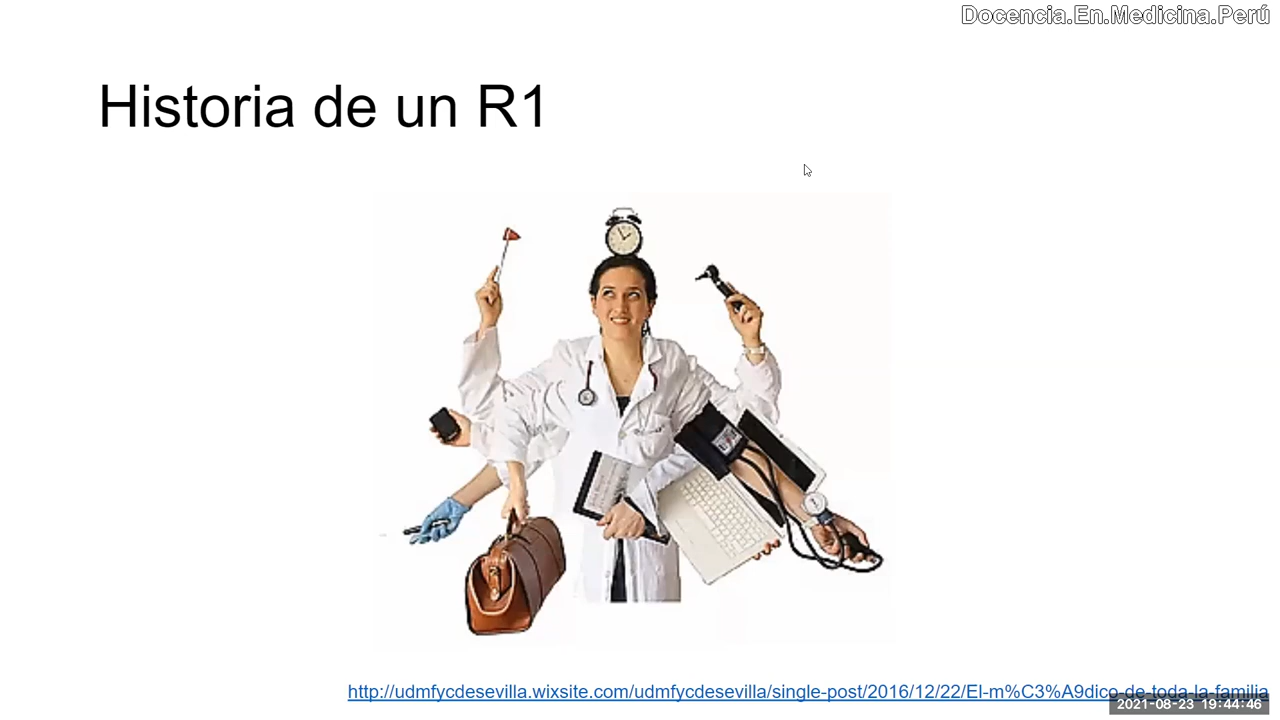 Docencia.En.Medicina.Perú
Historia de un R1
http://udmfycdesevilla.wixsite.com/udmfycdesevilla/single-post/2016/12/22/El-m%C3%A9dico-de-toda-la-familia
2021-08-23 19:44:46